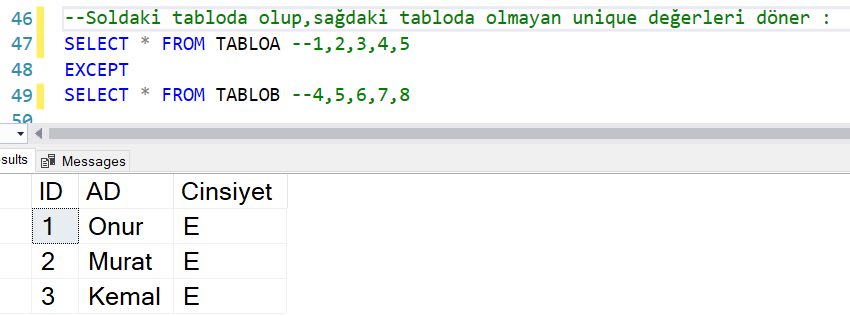 46 --Soldaki tabloda olup,sağdaki tabloda olmayan unique değerleri döner :
47 SELECT * FROM TABLOA --1,2,3,4,5
48 EXCEPT
49 SELECT * FROM TABLOB --4,5,6,7,8
50
sults Messages
ID AD Cinsiyet
1 Onur E
2 Murat E
3 Kemal E